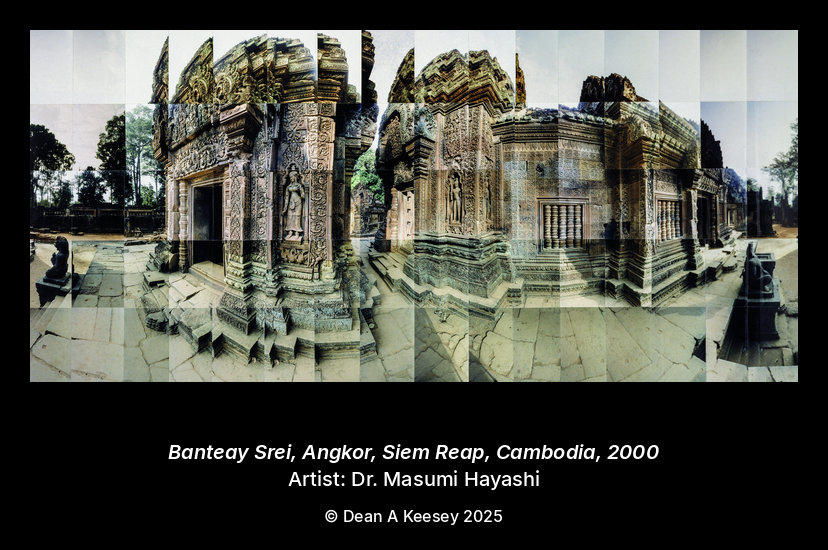 Banteay Srei, Angkor, Siem Reap, Cambodia, 2000
Artist: Dr. Masumi Hayashi
© Dean A Keesey 2025